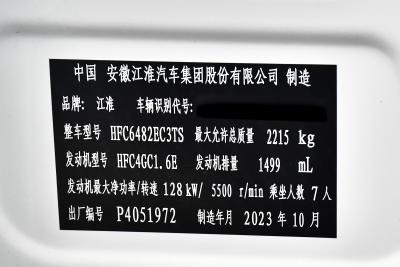 中国 安徽江淮汽车集团股份有限公司 制造
品牌: 江淮 车辆识别代号:
整车型号 HFC6482EC3TS 最大允许总质量 2215 kg
发动机型号 HFC4GC1.6E 发动机排量 1499 mL
发动机最大净功率/转速 128 kW/ 5500 r/min 乘坐人数 7 人
出厂编号 P4051972 制造年月 2023 年 10 月